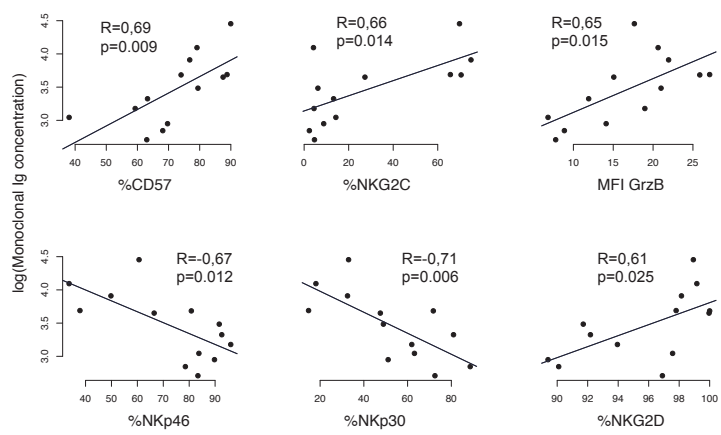 log(Monoclonal Ig concentration)
R=0,69
p=0.009
4.5
4.0
3.5
3.0
40 50 60 70 80 90
%CD57
R=0,66
p=0.014
0 20 40 60
%NKG2C
R=0,65
p=0.015
10 15 20 25
MFI GrzB
R=-0,67
p=0.012
4.5
4.0
3.5
3.0
40 50 60 70 80 90
%NKp46
R=-0,71
p=0.006
20 40 60 80
%NKp30
R=0,61
p=0.025
90 92 94 96 98 100
%NKG2D